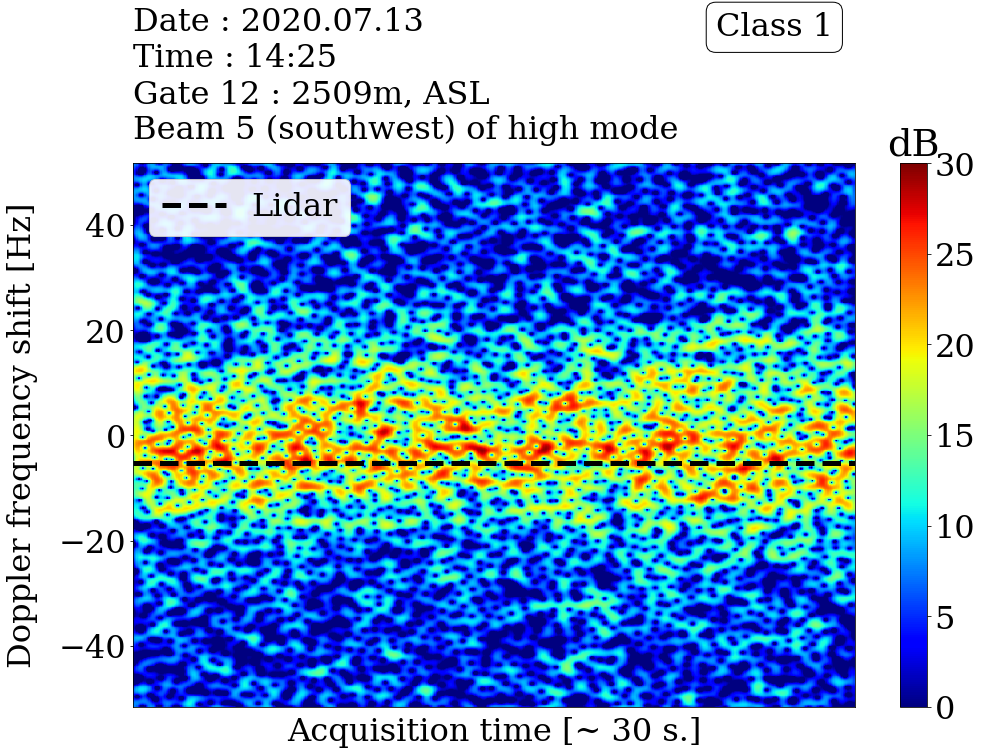 Date : 2020.07.13
Time : 14:25
Gate 12 : 2509m, ASL
Beam 5 (southwest) of high mode
Class 1
dB
Lidar
Doppler frequency shift [Hz]
40
20
0
−20
−40
30
25
20
15
10
5
0
Acquisition time [~ 30 s.]